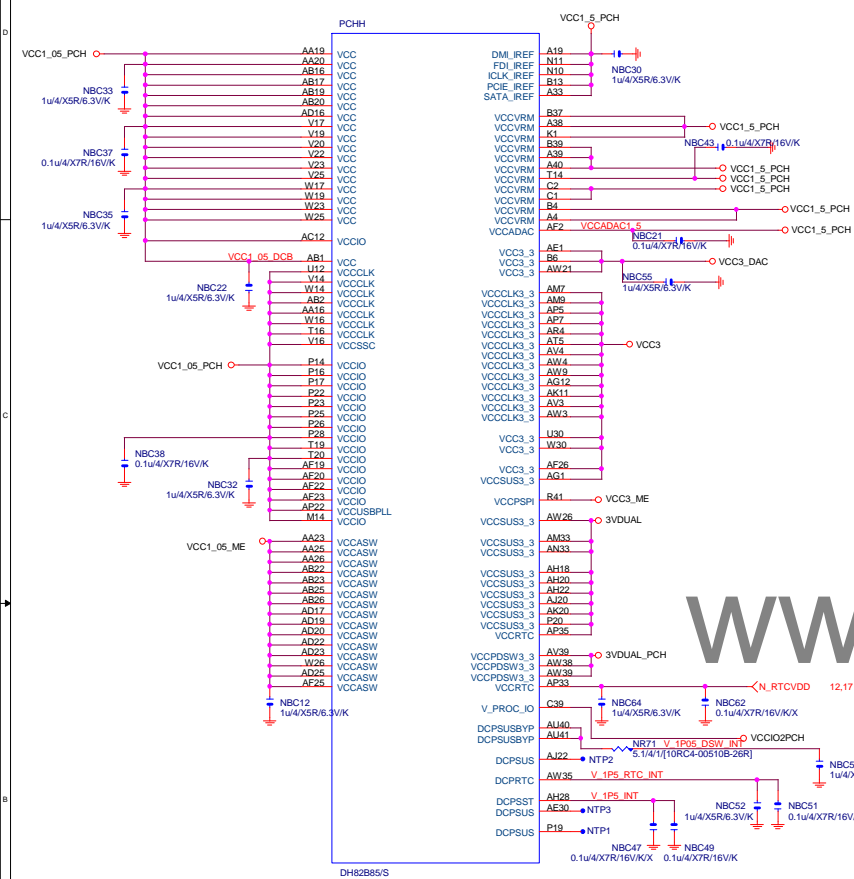 D
C
B
PCHH
DH82B85/S
VCC1_05_PCH
NBC33
1u/4/X5R/6.3V/K
NBC37
0.1u/4/X7R/16V/K
NBC35
1u/4/X5R/6.3V/K
VCC1_05_DCB
NBC22
1u/4/X5R/6.3V/K
VCC1_05_PCH
NBC38
0.1u/4/X7R/16V/K
NBC32
1u/4/X5R/6.3V/K
VCC1_05_ME
NBC12
1u/4/X5R/6.3V/K
AA19 VCC
AA20 VCC
AB16 VCC
AB17 VCC
AB19 VCC
AB20 VCC
AD16 VCC
V17 VCC
V19 VCC
V20 VCC
V22 VCC
V23 VCC
V25 VCC
W17 VCC
W19 VCC
W23 VCC
W25 VCC
AC12 VCCIO
AB1 VCC
U12 VCCCLK
V14 VCCCLK
W14 VCCCLK
AB2 VCCCLK
AA16 VCCCLK
W16 VCCCLK
T16 VCCCLK
V16 VCCSSC
P14 VCCIO
P16 VCCIO
P17 VCCIO
P22 VCCIO
P23 VCCIO
P25 VCCIO
P26 VCCIO
P28 VCCIO
T19 VCCIO
T20 VCCIO
AF19 VCCIO
AF20 VCCIO
AF22 VCCIO
AF23 VCCIO
AP22 VCCUSBPLL
M14 VCCIO
AA23 VCCASW
AA25 VCCASW
AA26 VCCASW
AB22 VCCASW
AB23 VCCASW
AB25 VCCASW
AB26 VCCASW
AD17 VCCASW
AD19 VCCASW
AD20 VCCASW
AD22 VCCASW
AD23 VCCASW
W26 VCCASW
AD25 VCCASW
AF25 VCCASW
VCC1_5_PCH
DMI_IREF A19
FDI_IREF N11
ICLK_IREF N10
PCIE_IREF B13
SATA_IREF A33
NBC30
1u/4/X5R/6.3V/K
VCCVRM B37
VCCVRM A38
VCCVRM K1
VCCVRM B39
VCCVRM A39
VCCVRM A40
VCCVRM T14
VCCVRM C2
VCCVRM C1
VCCVRM B4
VCCVRM A4
VCCADAC AF2
VCC1_5_PCH
NBC43 0.1u/4/X7R/16V/K
VCC1_5_PCH
VCC1_5_PCH
VCC1_5_PCH
VCC1_5_PCH
VCCADAC1_5
VCC1_5_PCH
NBC21
0.1u/4/X7R/16V/K
VCC3_3 AE1
VCC3_3 B6
VCC3_3 AW21
VCC3_DAC
NBC55
1u/4/X5R/6.3V/K
VCCCLK3_3 AM7
VCCCLK3_3 AM9
VCCCLK3_3 AP5
VCCCLK3_3 AP7
VCCCLK3_3 AR4
VCCCLK3_3 AT5
VCCCLK3_3 AV4
VCCCLK3_3 AW4
VCCCLK3_3 AW9
VCCCLK3_3 AG12
VCCCLK3_3 AK11
VCCCLK3_3 AV3
VCCCLK3_3 AW3
VCC3
VCC3_3 U30
VCC3_3 W30
VCC3_3 AF26
VCCSUS3_3 AG1
VCCPSPI R41
VCC3_ME
VCCSUS3_3 AW26
3VDUAL
VCCSUS3_3 AM33
VCCSUS3_3 AN33
VCCSUS3_3 AH18
VCCSUS3_3 AH20
VCCSUS3_3 AH22
VCCSUS3_3 AJ20
VCCSUS3_3 AK20
VCCSUS3_3 P20
VCCRTC AP35
VCCPDSW3_3 AV39
VCCPDSW3_3 AW38
VCCPDSW3_3 AW39
3VDUAL_PCH
VCCRTC AP33
N_RTCVDD 12,17
NBC64
1u/4/X5R/6.3V/K
NBC62
0.1u/4/X7R/16V/K/X
V_PROC_IO C39
VCCIO2PCH
DCPSUSBYP AU40
DCPSUSBYP AU41
NR71 V_1P05_DSW_INT
5.1/4/1/[10RC4-00510B-26R]
NBC5
1u/4/X
DCPSUS AJ22 NTP2
DCPRTC AW35 V_1P5_RTC_INT
NBC52
1u/4/X5R/6.3V/K
NBC51
0.1u/4/X7R/16V/
DCPSST AH28 V_1P5_INT
DCPSUS AE30 NTP3
DCPSUS P19 NTP1
NBC47
0.1u/4/X7R/16V/K/X
NBC49
0.1u/4/X7R/16V/K
WW